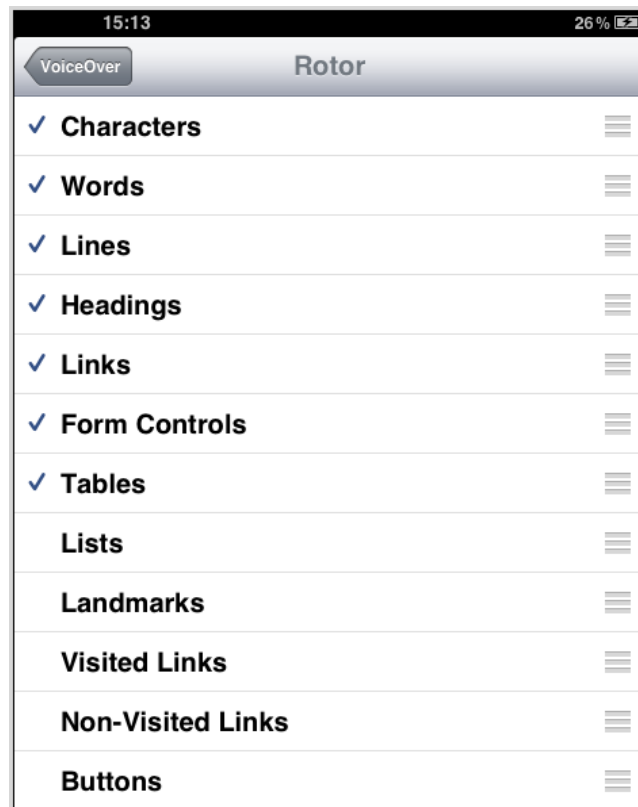 15:13 26%
VoiceOver Rotor
Characters
Words
Lines
Headings
Links
Form Controls
Tables
Lists
Landmarks
Visited Links
Non-Visited Links
Buttons